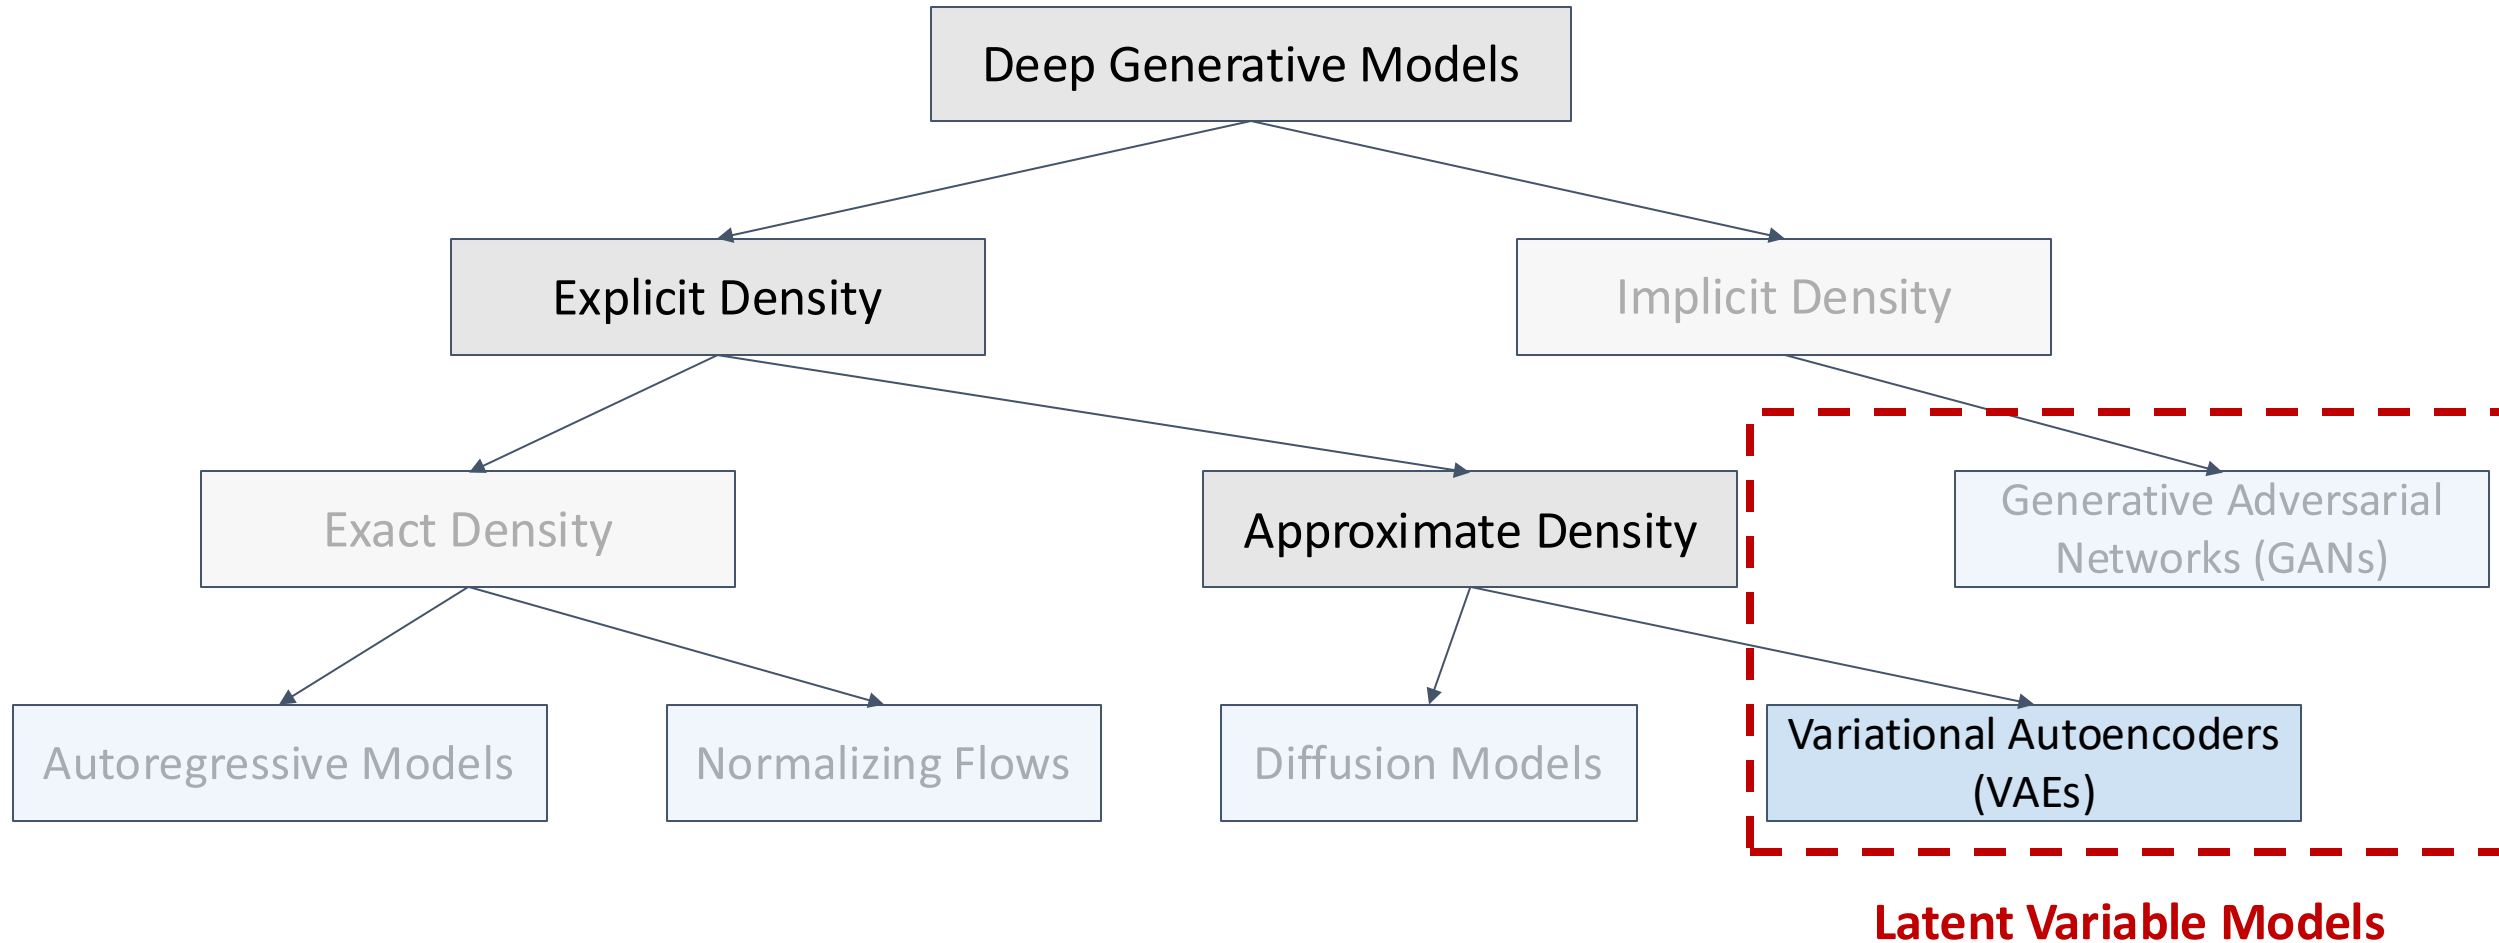 Deep Generative Models
Explicit Density
Implicit Density
Exact Density
Approximate Density
Generative Adversarial
Networks (GANs)
Autoregressive Models
Normalizing Flows
Diffusion Models
Variational Autoencoders
(VAEs)
Latent Variable Models